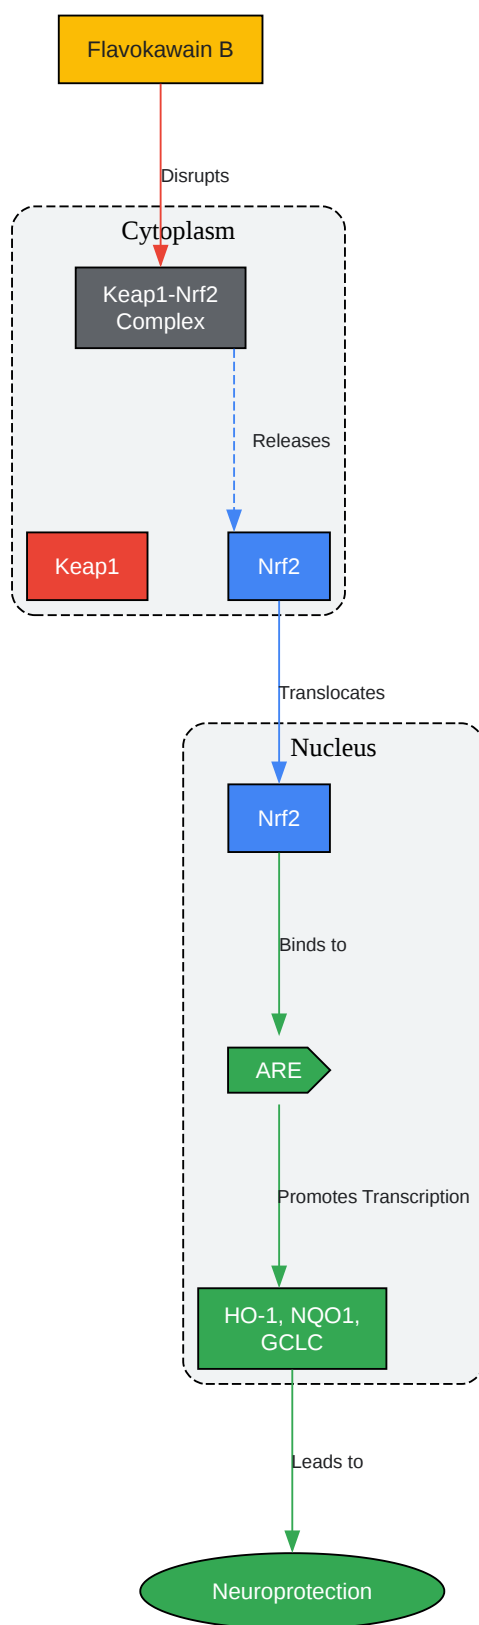 Flavokawain B
Disrupts
Cytoplasm
Keap1-Nrf2
Complex
Releases
Keap1
Nrf2
Translocates
Nucleus
Nrf2
Binds to
ARE
Promotes Transcription
HO-1, NQO1,
GCLC
Leads to
Neuroprotection